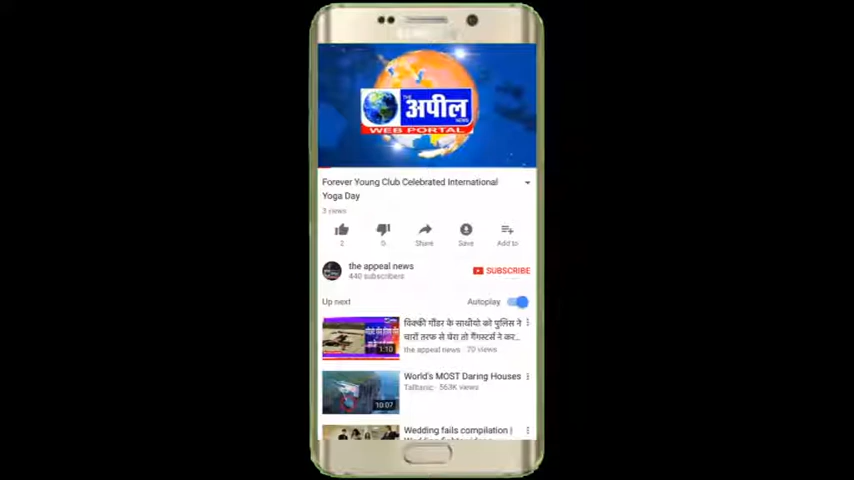 THE
अपील
NEWS
WEB PORTAL
Forever Young Club Celebrated International
Yoga Day
3 views
2
0
Share
Save
Add to
the appeal news
SUBSCRIBE
440 subscribers
Up next
Autoplay
विक्की गौंडर के साथीयो को पुलिस ने
चारों तरफ से घेरा तो गैंगस्टर्स ने कर...
the appeal news · 70 views
1:10
World's MOST Daring Houses
Talltanic · 563K views
10:07
Wedding fails compilation |